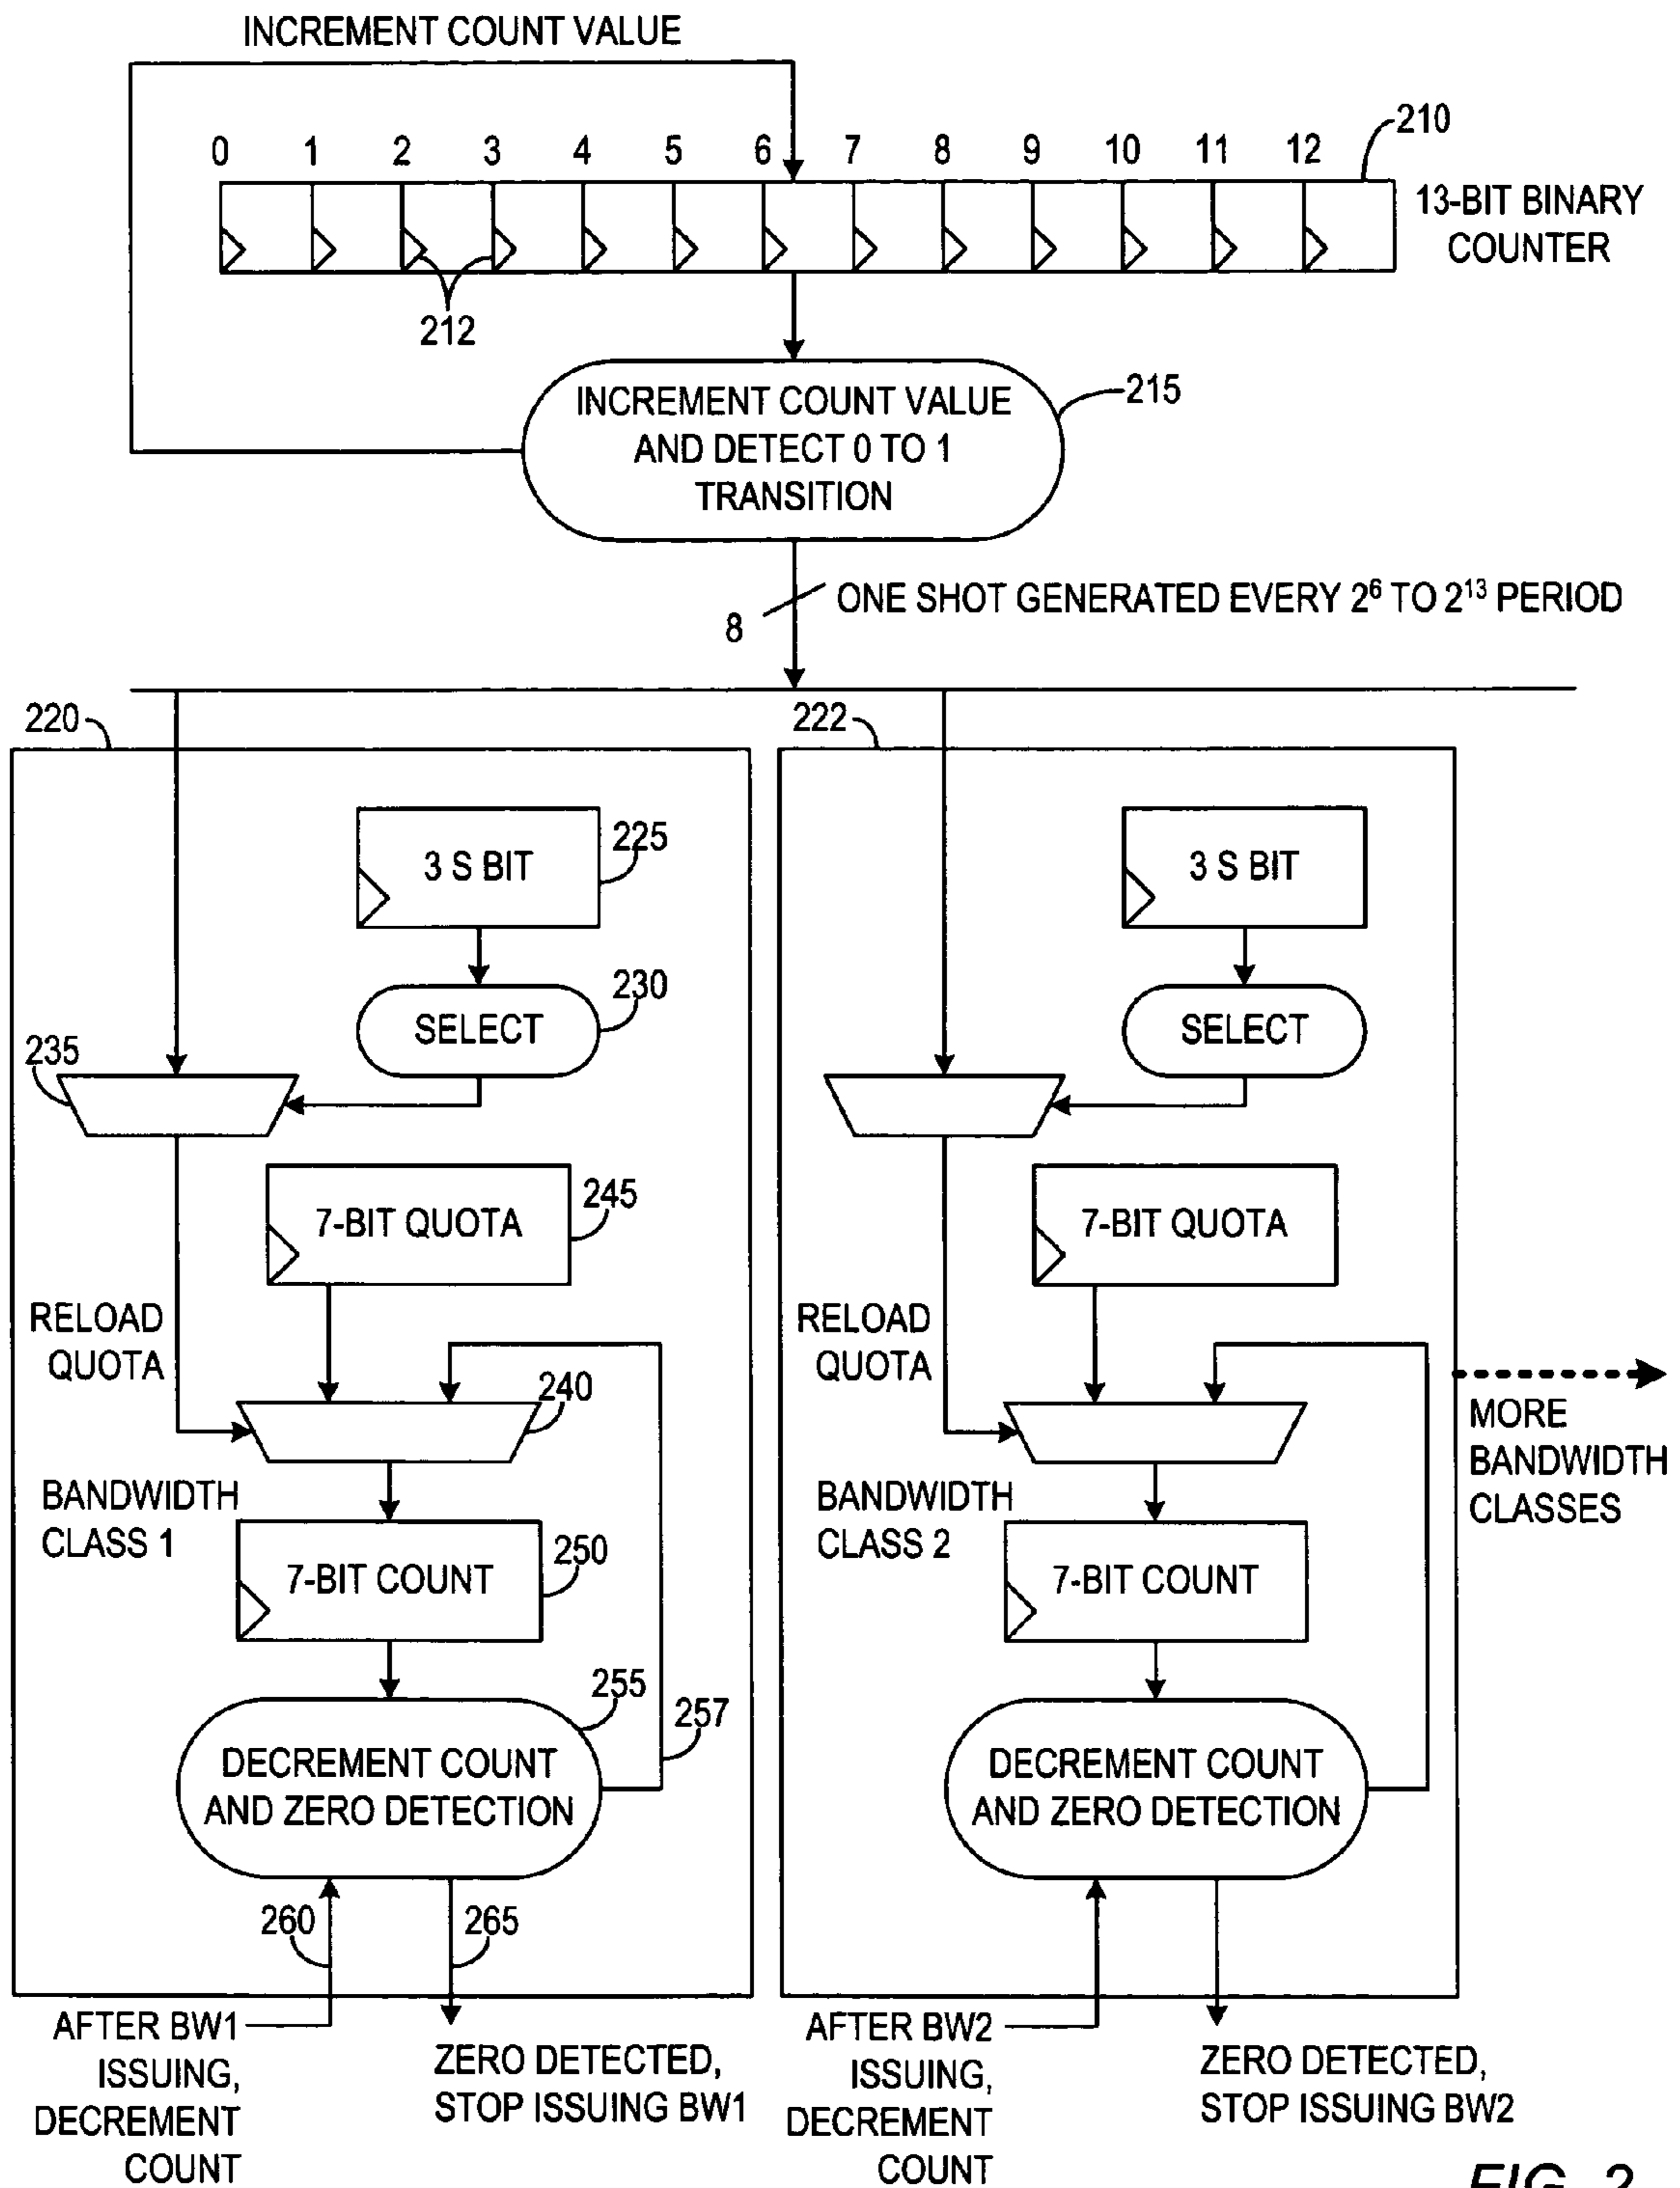 INCREMENT COUNT VALUE
0 1 2 3 4 5 6 7 8 9 10 11 12
210
13-BIT BINARY
COUNTER
212
INCREMENT COUNT VALUE
AND DETECT 0 TO 1
TRANSITION
215
8
ONE SHOT GENERATED EVERY 2⁶ TO 2¹³ PERIOD
220
3 S BIT
225
SELECT
230
235
7-BIT QUOTA
245
RELOAD
QUOTA
240
BANDWIDTH
CLASS 1
7-BIT COUNT
250
255
257
DECREMENT COUNT
AND ZERO DETECTION
260
265
AFTER BW1
ISSUING,
DECREMENT
COUNT
ZERO DETECTED,
STOP ISSUING BW1
222
3 S BIT
SELECT
7-BIT QUOTA
RELOAD
QUOTA
BANDWIDTH
CLASS 2
7-BIT COUNT
DECREMENT COUNT
AND ZERO DETECTION
AFTER BW2
ISSUING,
DECREMENT
COUNT
ZERO DETECTED,
STOP ISSUING BW2
MORE
BANDWIDTH
CLASSES
FIG. 2